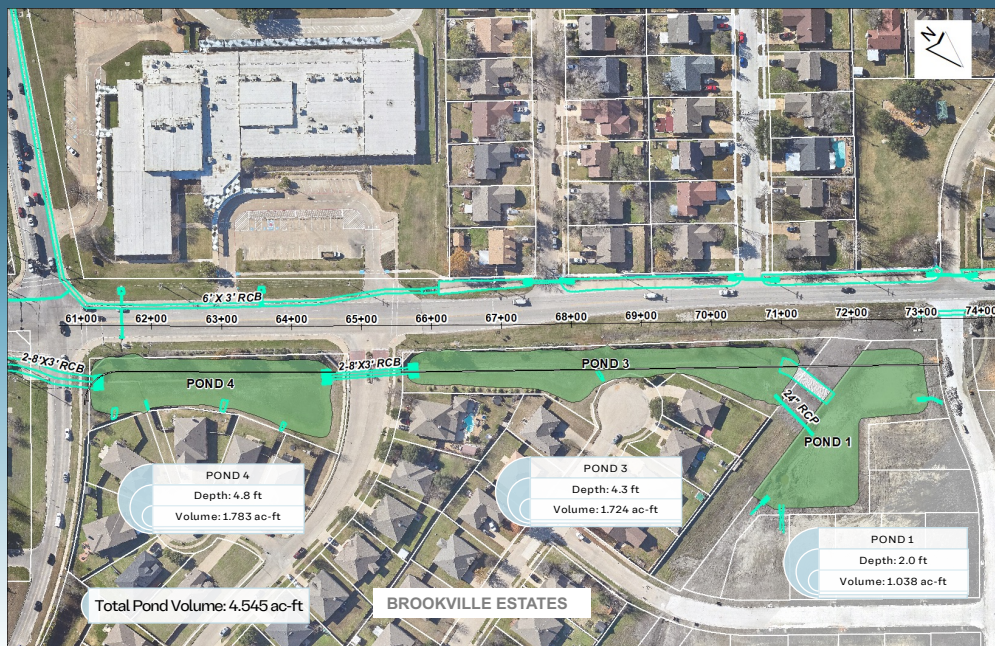 N
6' X 3' RCB
61+00
62+00
63+00
64+00
65+00
66+00
67+00
68+00
69+00
70+00
71+00
72+00
73+00
74+00
2-8'X3' RCB
POND 4
2-8'X3' RCB
POND 3
24" RCP
POND 1
POND 4
Depth: 4.8 ft
Volume: 1.783 ac-ft
POND 3
Depth: 4.3 ft
Volume: 1.724 ac-ft
POND 1
Depth: 2.0 ft
Volume: 1.038 ac-ft
Total Pond Volume: 4.545 ac-ft
BROOKVILLE ESTATES